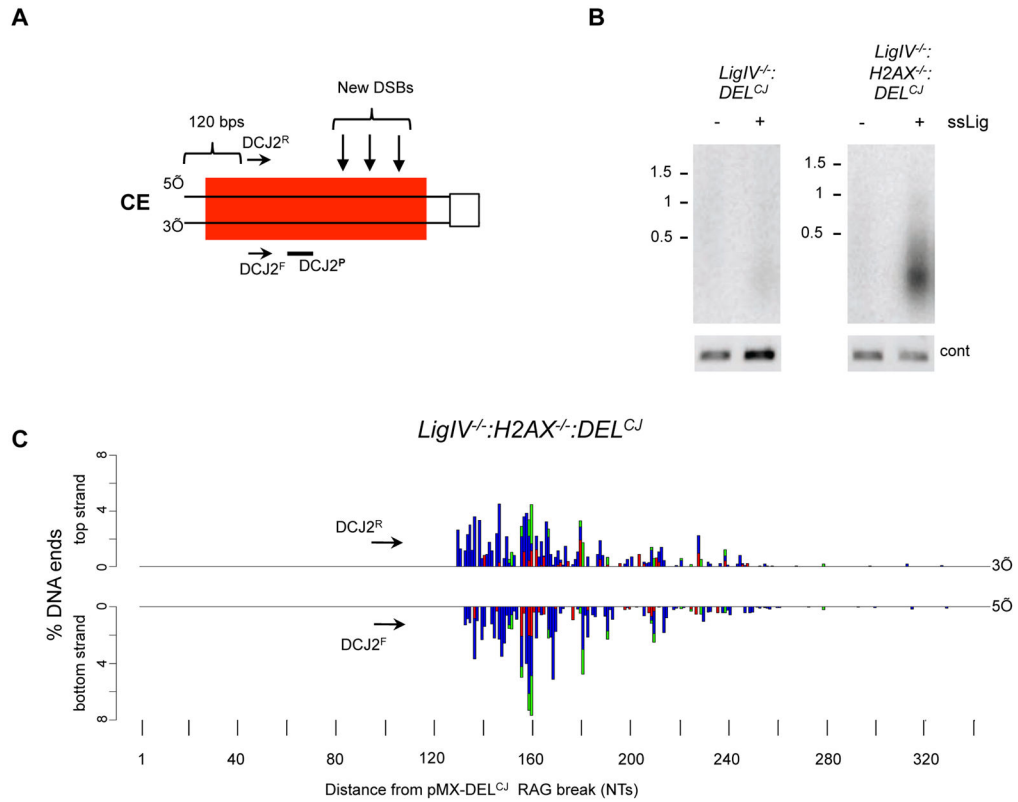 A
New DSBs
120 bps
DCJ2R
5Õ
CE
3Õ
DCJ2F
DCJ2P
B
LigIV-/-:
DELCJ
LigIV-/-:
H2AX-/-:
DELCJ
- + - + ssLig
1.5
1
0.5
1.5
1
0.5
cont
C
LigIV-/-:H2AX-/-:DELCJ
% DNA ends
top strand
8
4
0
DCJ2R
3Õ
bottom strand
0
4
8
DCJ2F
5Õ
1 40 80 120 160 200 240 280 320
Distance from pMX-DELCJ RAG break (NTs)